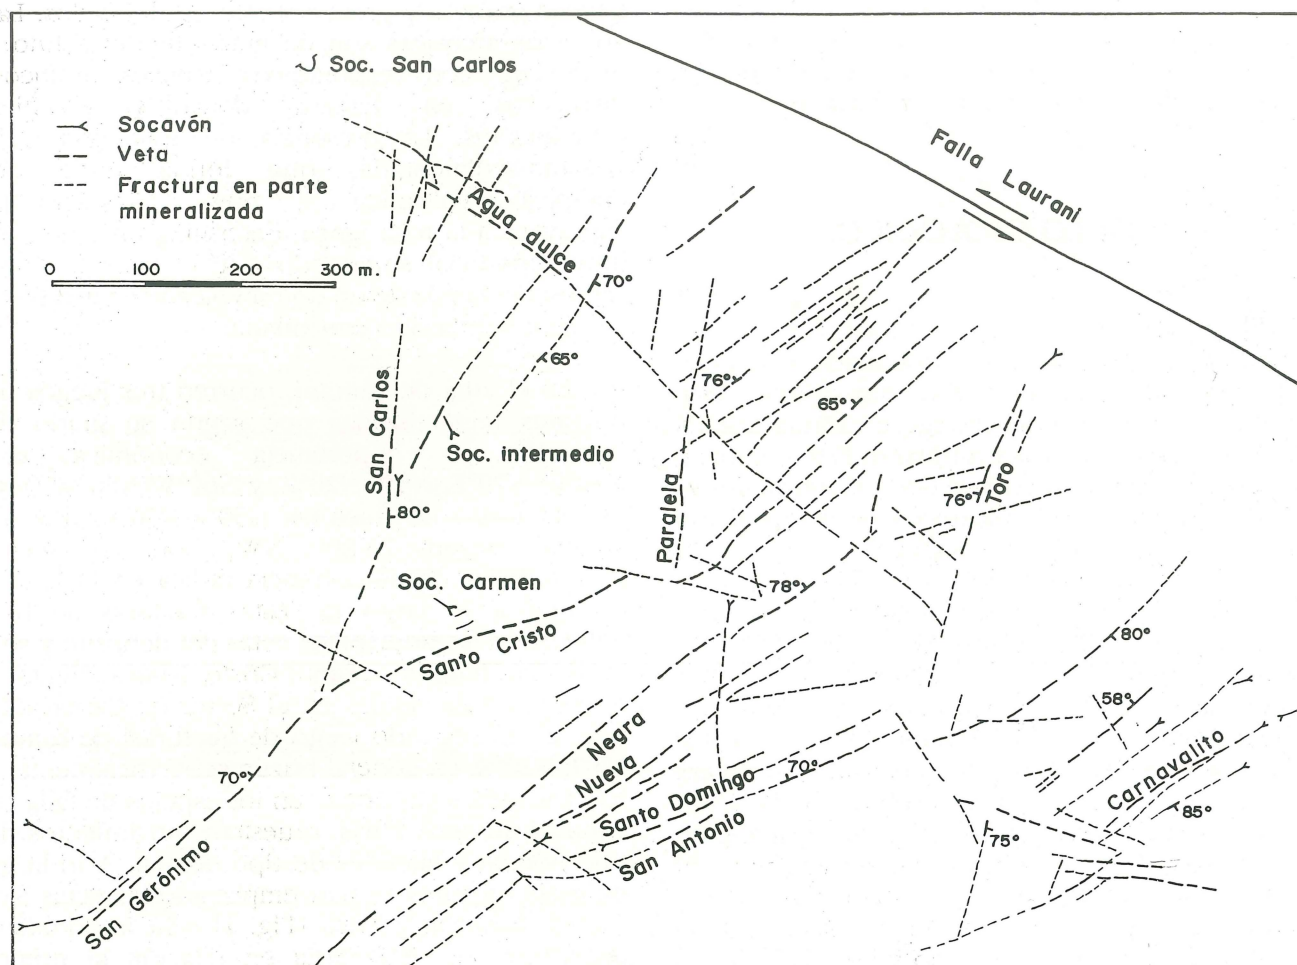 Soc. San Carlos
Socavón
Veta
Fractura en parte
mineralizada
0 100 200 300 m.
Falla Laurani
Agua dulce
70°
65°
76°
65°
San Carlos
Soc. intermedio
80°
Paralela
76°
Toro
Soc. Carmen
78°
Santo Cristo
80°
58°
Negra
Nueva
70°
Santo Domingo
70°
San Antonio
Carnavalito
85°
75°
San Gerónimo